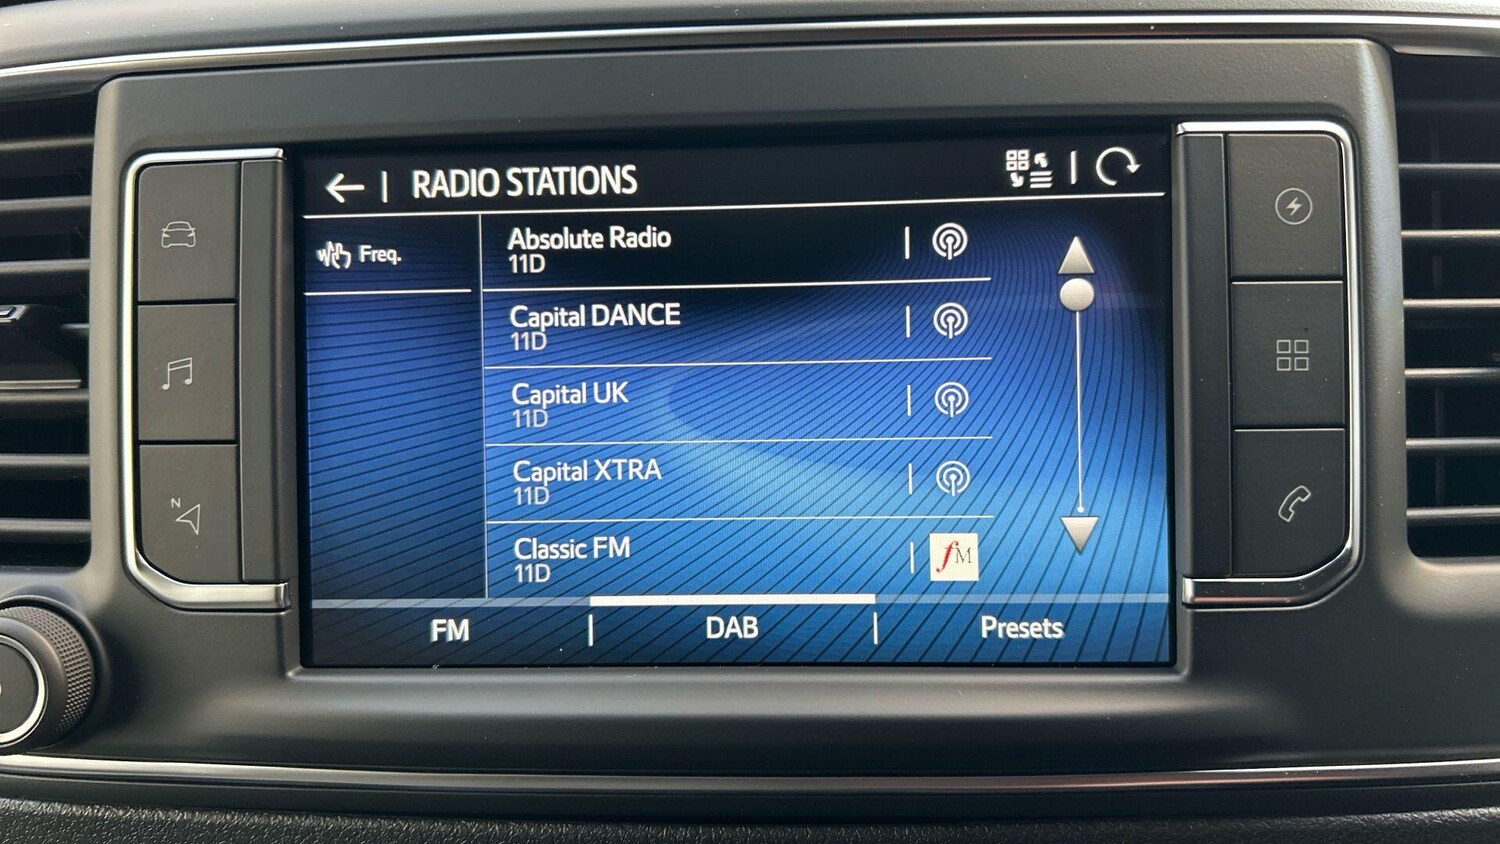 RADIO STATIONS
Freq.
Absolute Radio
11D
Capital DANCE
11D
Capital UK
11D
Capital XTRA
11D
Classic FM
11D
fM
FM
DAB
Presets
N